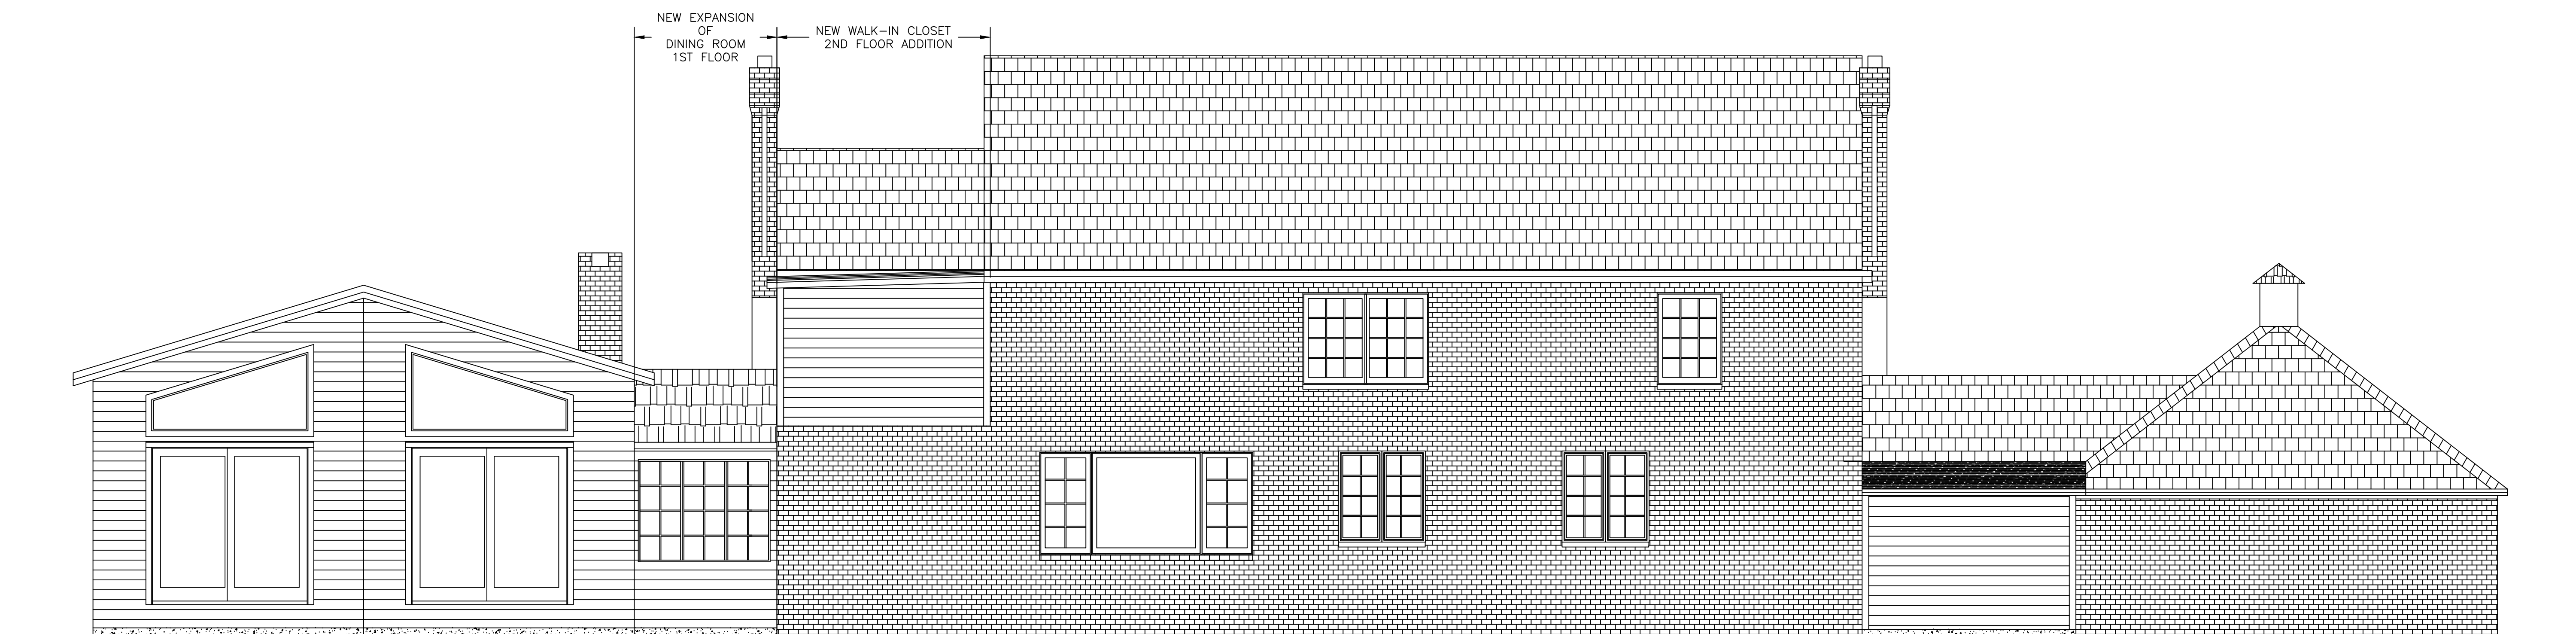 NEW EXPANSION
OF
DINING ROOM
1ST FLOOR
NEW WALK-IN CLOSET
2ND FLOOR ADDITION